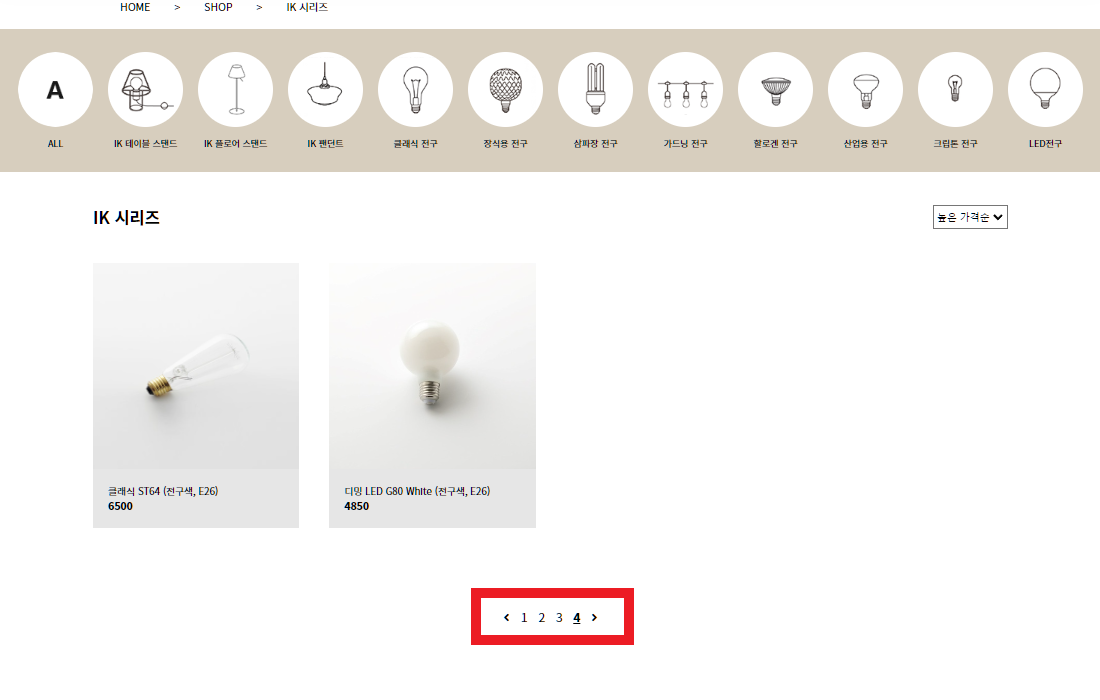 HOME > SHOP > IK 시리즈
A
ALL IK 테이블 스탠드 IK 플로어 스탠드 IK 팬던트 클래식 전구 장식용 전구 삼파장 전구 가드닝 전구 할로겐 전구 산업용 전구 크립톤 전구 LED전구
IK 시리즈
높은 가격순
클래식 ST64 (전구색, E26)
6500
디밍 LED G80 White (전구색, E26)
4850
1 2 3 4